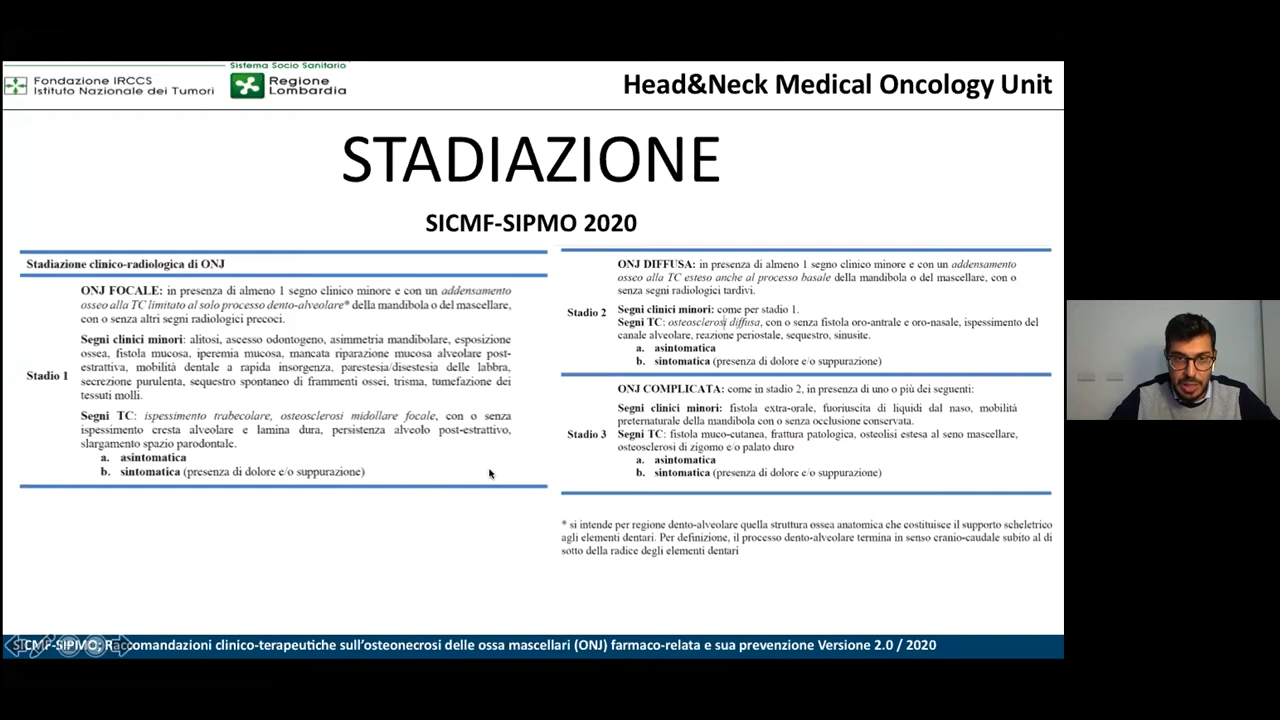 Fondazione IRCCS
Istituto Nazionale dei Tumori
Sistema Socio Sanitario
Regione
Lombardia
Head&Neck Medical Oncology Unit
STADIAZIONE
SICMF-SIPMO 2020
Stadiazione clinico-radiologica di ONJ
Stadio 1
ONJ FOCALE: in presenza di almeno 1 segno clinico minore e con un addensamento
osseo alla TC limitato al solo processo dento-alveolare* della mandibola o del mascellare,
con o senza altri segni radiologici precoci.
Segni clinici minori: alitosi, ascesso odontogeno, asimmetria mandibolare, esposizione
ossea, fistola mucosa, iperemia mucosa, mancata riparazione mucosa alveolare post-
estrattiva, mobilità dentale a rapida insorgenza, parestesia/disestesia delle labbra,
secrezione purulenta, sequestro spontaneo di frammenti ossei, trisma, tumefazione dei
tessuti molli.
Segni TC: ispessimento trabecolare, osteosclerosi midollare focale, con o senza
ispessimento cresta alveolare e lamina dura, persistenza alveolo post-estrattivo,
slargamento spazio parodontale.
a. asintomatica
b. sintomatica (presenza di dolore e/o suppurazione)
Stadio 2
ONJ DIFFUSA: in presenza di almeno 1 segno clinico minore e con un addensamento
osseo alla TC esteso anche al processo basale della mandibola o del mascellare, con o
senza segni radiologici tardivi.
Segni clinici minori: come per stadio 1.
Segni TC: osteosclerosi diffusa, con o senza fistola oro-antrale e oro-nasale, ispessimento del
canale alveolare, reazione periostale, sequestro, sinusite.
a. asintomatica
b. sintomatica (presenza di dolore e/o suppurazione)
Stadio 3
ONJ COMPLICATA: come in stadio 2, in presenza di uno o più dei seguenti:
Segni clinici minori: fistola extra-orale, fuoriuscita di liquidi dal naso, mobilità
preternaturale della mandibola con o senza occlusione conservata.
Segni TC: fistola muco-cutanea, frattura patologica, osteolisi estesa al seno mascellare,
osteosclerosi di zigomo e/o palato duro
a. asintomatica
b. sintomatica (presenza di dolore e/o suppurazione)
* si intende per regione dento-alveolare quella struttura ossea anatomica che costituisce il supporto scheletrico
agli elementi dentari. Per definizione, il processo dento-alveolare termina in senso cranio-caudale subito al di
sotto della radice degli elementi dentari
SICMF-SIPMO; Raccomandazioni clinico-terapeutiche sull'osteonecrosi delle ossa mascellari (ONJ) farmaco-relata e sua prevenzione Versione 2.0 / 2020